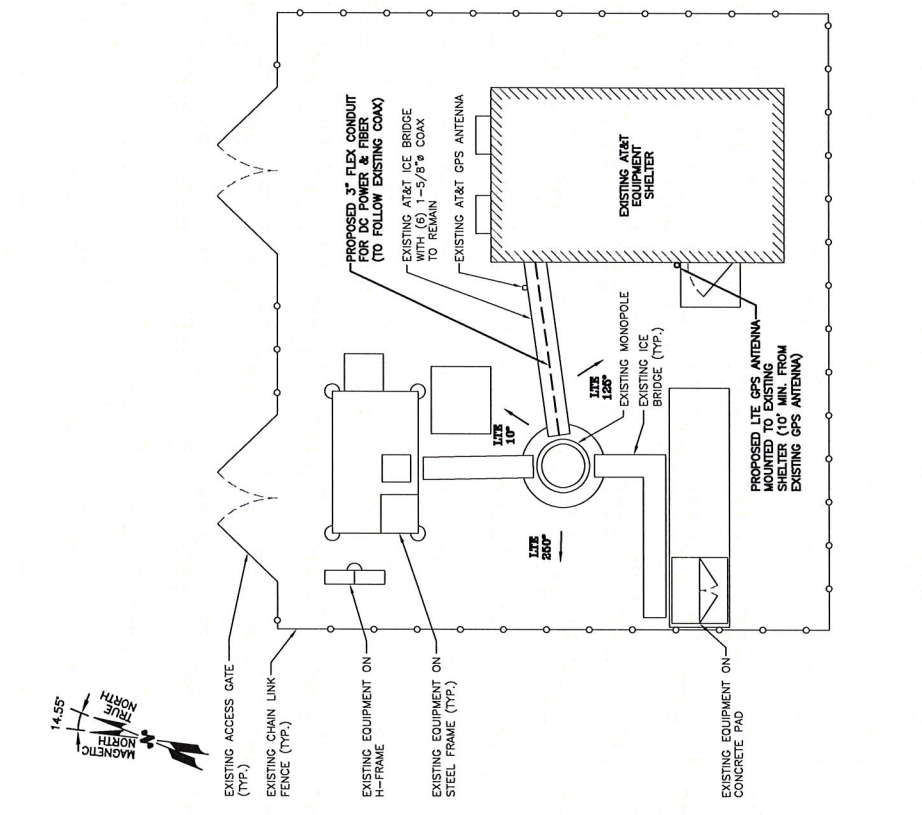 PROPOSED 3" FLEX CONDUIT
FOR DC POWER & FIBER
(TO FOLLOW EXISTING COAX)
EXISTING AT&T ICE BRIDGE
WITH (6) 1-5/8"ø COAX
TO REMAIN
EXISTING AT&T GPS ANTENNA
EXISTING AT&T
EQUIPMENT
SHELTER
LTE
10°
LTE
125°
EXISTING MONOPOLE
EXISTING ICE
BRIDGE (TYP.)
LTE
250°
PROPOSED LTE GPS ANTENNA
MOUNTED TO EXISTING
SHELTER (10' MIN. FROM
EXISTING GPS ANTENNA)
14.55°
TRUE
NORTH
MAGNETIC
NORTH
N
EXISTING ACCESS GATE
(TYP.)
EXISTING CHAIN LINK
FENCE (TYP.)
EXISTING EQUIPMENT ON
H-FRAME
EXISTING EQUIPMENT ON
STEEL FRAME (TYP.)
EXISTING EQUIPMENT ON
CONCRETE PAD